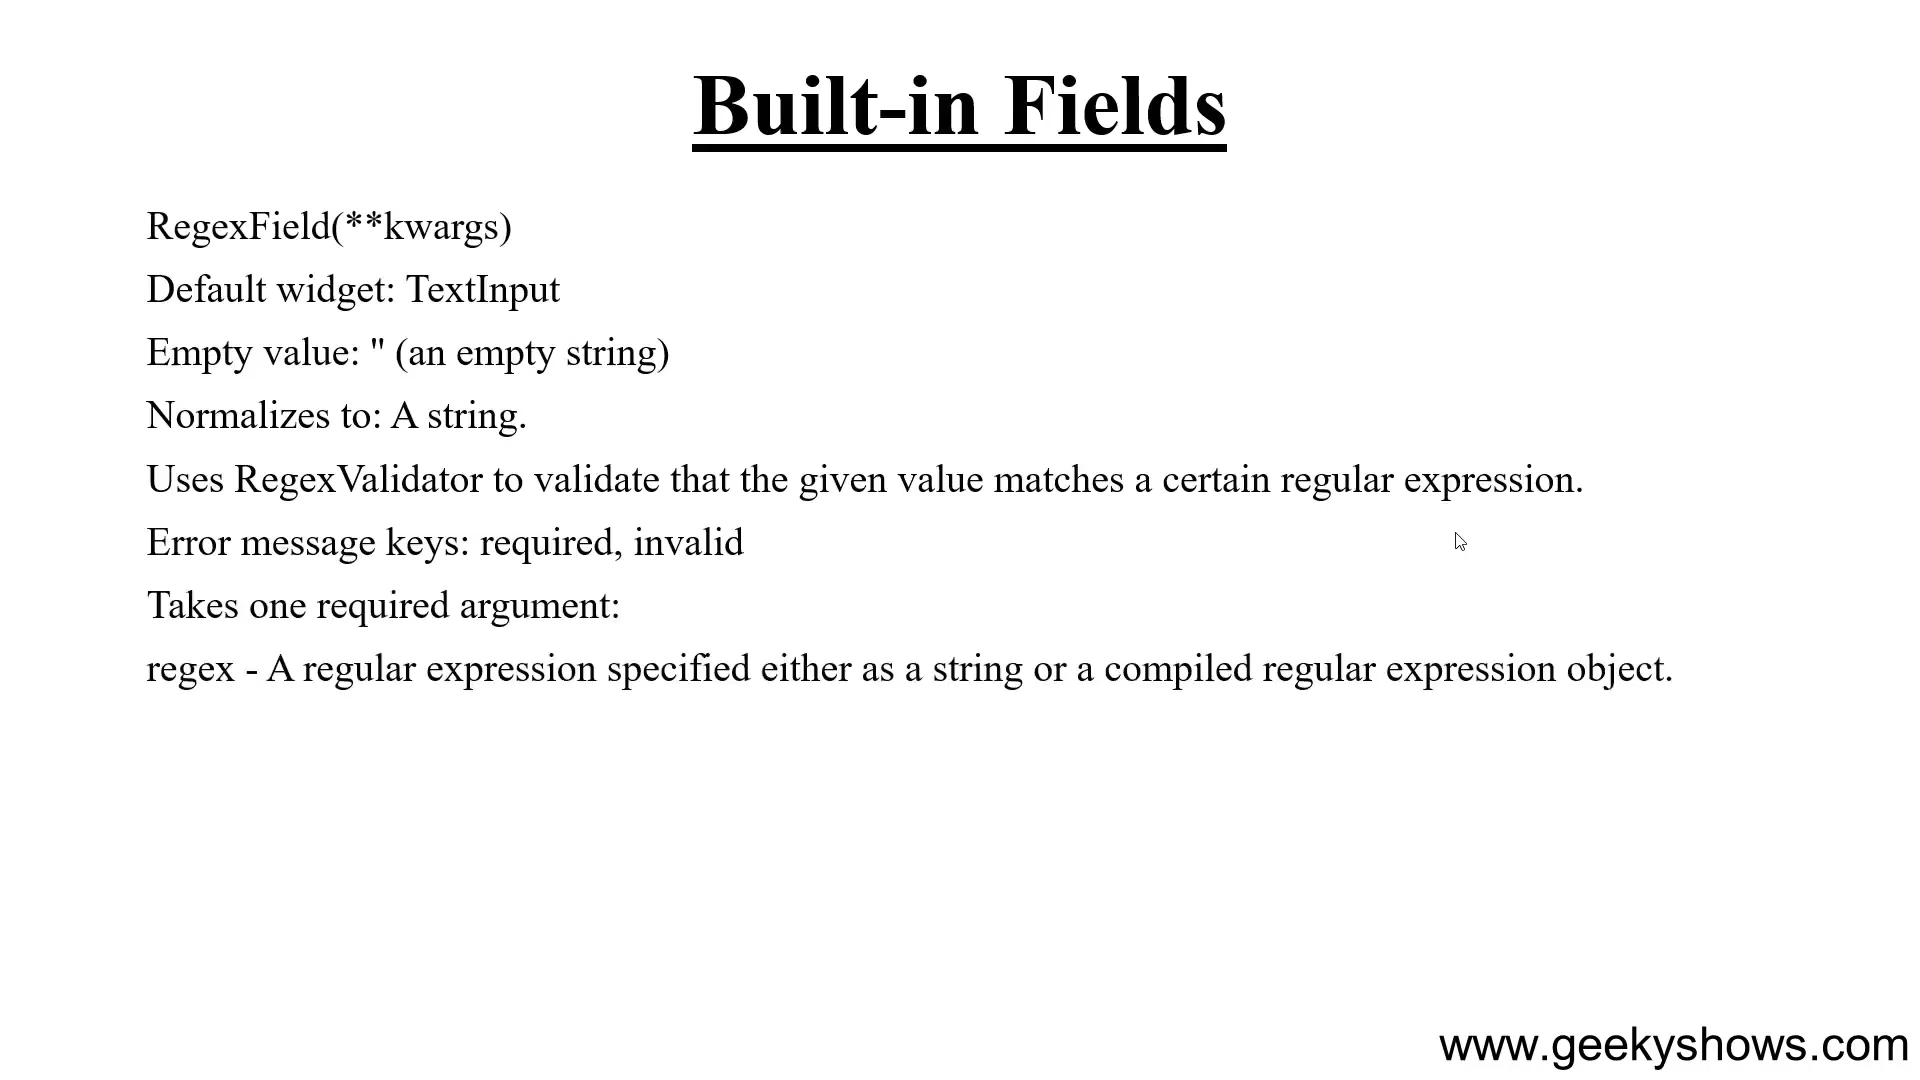 Built-in Fields
RegexField(**kwargs)
Default widget: TextInput
Empty value: '' (an empty string)
Normalizes to: A string.
Uses RegexValidator to validate that the given value matches a certain regular expression.
Error message keys: required, invalid
Takes one required argument:
regex - A regular expression specified either as a string or a compiled regular expression object.
www.geekyshows.com